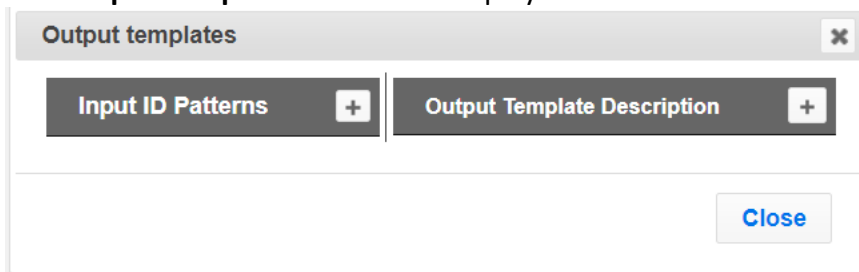 Output templates
Input ID Patterns + Output Template Description +
Close